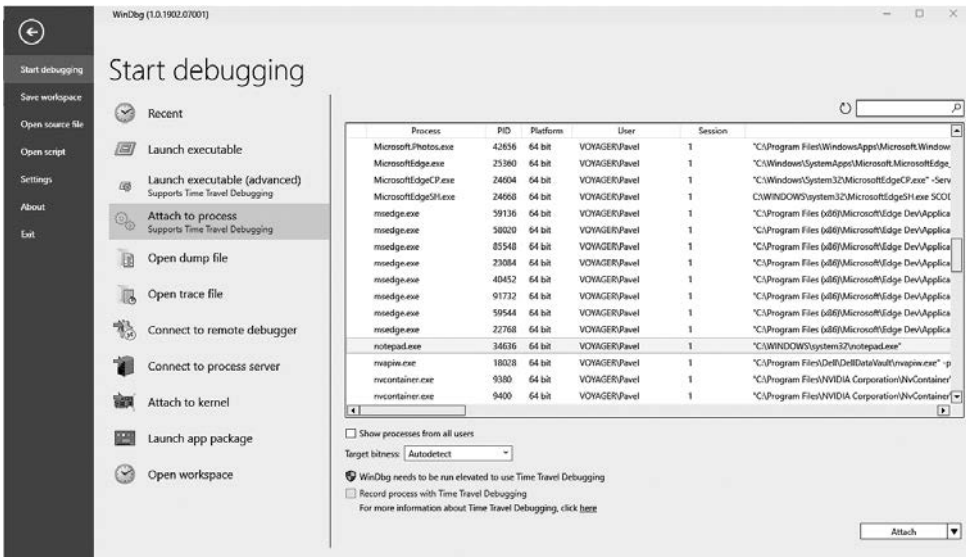 WinDbg (1.0.1902.07001)
Start debugging
Save workspace
Open source file
Open script
Settings
About
Exit
Start debugging
Recent
Launch executable
Launch executable (advanced)
Supports Time Travel Debugging
Attach to process
Supports Time Travel Debugging
Open dump file
Open trace file
Connect to remote debugger
Connect to process server
Attach to kernel
Launch app package
Open workspace
Process PID Platform User Session
Microsoft.Photos.exe 42656 64 bit VOYAGER\Pavel 1 "C:\Program Files\WindowsApps\Microsoft.Window
MicrosoftEdge.exe 25360 64 bit VOYAGER\Pavel 1 "C:\Windows\SystemApps\Microsoft.MicrosoftEdge_
MicrosoftEdgeCP.exe 24604 64 bit VOYAGER\Pavel 1 "C:\Windows\System32\MicrosoftEdgeCP.exe" -Serv
MicrosoftEdgeSH.exe 24668 64 bit VOYAGER\Pavel 1 C:\WINDOWS\system32\MicrosoftEdgeSH.exe SCOD
msedge.exe 59136 64 bit VOYAGER\Pavel 1 "C:\Program Files (x86)\Microsoft\Edge Dev\Applica
msedge.exe 58020 64 bit VOYAGER\Pavel 1 "C:\Program Files (x86)\Microsoft\Edge Dev\Applica
msedge.exe 85548 64 bit VOYAGER\Pavel 1 "C:\Program Files (x86)\Microsoft\Edge Dev\Applica
msedge.exe 23084 64 bit VOYAGER\Pavel 1 "C:\Program Files (x86)\Microsoft\Edge Dev\Applica
msedge.exe 40452 64 bit VOYAGER\Pavel 1 "C:\Program Files (x86)\Microsoft\Edge Dev\Applica
msedge.exe 91732 64 bit VOYAGER\Pavel 1 "C:\Program Files (x86)\Microsoft\Edge Dev\Applica
msedge.exe 59544 64 bit VOYAGER\Pavel 1 "C:\Program Files (x86)\Microsoft\Edge Dev\Applica
msedge.exe 22768 64 bit VOYAGER\Pavel 1 "C:\Program Files (x86)\Microsoft\Edge Dev\Applica
notepad.exe 34636 64 bit VOYAGER\Pavel 1 "C:\WINDOWS\system32\notepad.exe"
nvapiw.exe 18028 64 bit VOYAGER\Pavel 1 "C:\Program Files\Dell\DellDataVault\nvapiw.exe" -p
nvcontainer.exe 9380 64 bit VOYAGER\Pavel 1 "C:\Program Files\NVIDIA Corporation\NvContainer\
nvcontainer.exe 9400 64 bit VOYAGER\Pavel 1 "C:\Program Files\NVIDIA Corporation\NvContainer\
Show processes from all users
Target bitness: Autodetect
WinDbg needs to be run elevated to use Time Travel Debugging
Record process with Time Travel Debugging
For more information about Time Travel Debugging, click here
Attach